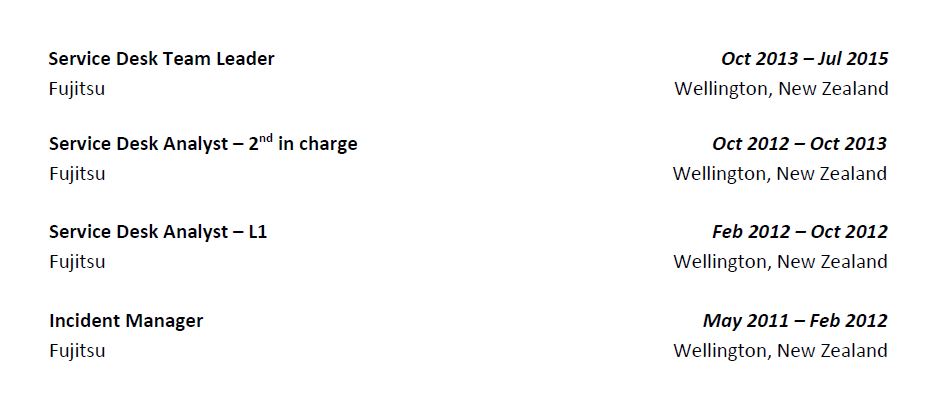 Service Desk Team Leader Oct 2013 – Jul 2015
Fujitsu Wellington, New Zealand
Service Desk Analyst – 2nd in charge Oct 2012 – Oct 2013
Fujitsu Wellington, New Zealand
Service Desk Analyst – L1 Feb 2012 – Oct 2012
Fujitsu Wellington, New Zealand
Incident Manager May 2011 – Feb 2012
Fujitsu Wellington, New Zealand